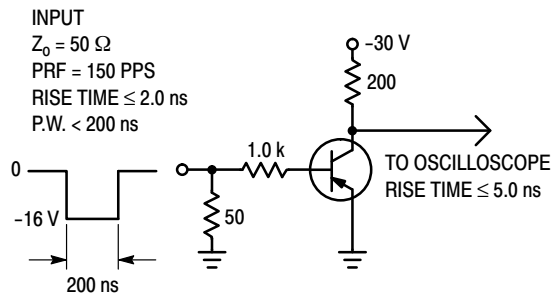 INPUT
Zo = 50 Ω
PRF = 150 PPS
RISE TIME ≤ 2.0 ns
P.W. < 200 ns
−30 V
200
1.0 k
TO OSCILLOSCOPE
RISE TIME ≤ 5.0 ns
0
−16 V
50
200 ns